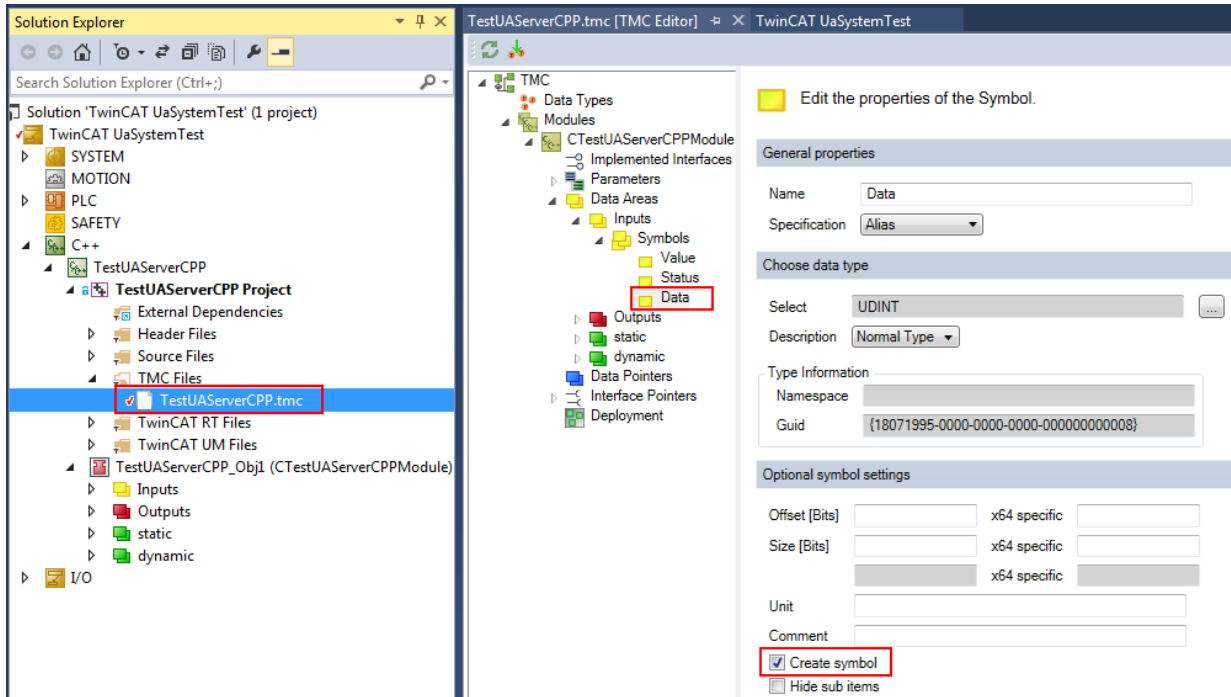 Solution Explorer
Search Solution Explorer (Ctrl+;)
Solution 'TwinCAT UaSystemTest' (1 project)
TwinCAT UaSystemTest
SYSTEM
MOTION
PLC
SAFETY
C++
TestUAServerCPP
TestUAServerCPP Project
External Dependencies
Header Files
Source Files
TMC Files
TestUAServerCPP.tmc
TwinCAT RT Files
TwinCAT UM Files
TestUAServerCPP_Obj1 (CTestUAServerCPPModule)
Inputs
Outputs
static
dynamic
I/O
TestUAServerCPP.tmc [TMC Editor]
TwinCAT UaSystemTest
TMC
Data Types
Modules
CTestUAServerCPPModule
Implemented Interfaces
Parameters
Data Areas
Inputs
Symbols
Value
Status
Data
Outputs
static
dynamic
Data Pointers
Interface Pointers
Deployment
Edit the properties of the Symbol.
General properties
Name Data
Specification Alias
Choose data type
Select UDINT ...
Description Normal Type
Type Information
Namespace
Guid {18071995-0000-0000-0000-000000000008}
Optional symbol settings
Offset [Bits] x64 specific
Size [Bits] x64 specific
x64 specific
Unit
Comment
Create symbol
Hide sub items